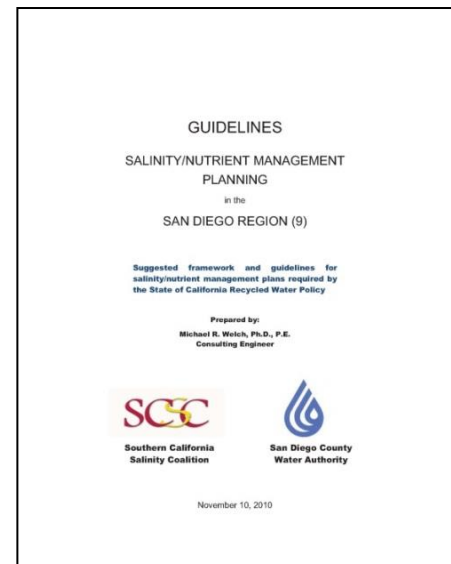 GUIDELINES
SALINITY/NUTRIENT MANAGEMENT
PLANNING
in the
SAN DIEGO REGION (9)
Suggested framework and guidelines for
salinity/nutrient management plans required by
the State of California Recycled Water Policy
Prepared by:
Michael R. Welch, Ph.D., P.E.
Consulting Engineer
SCSC
Southern California
Salinity Coalition
San Diego County
Water Authority
November 10, 2010